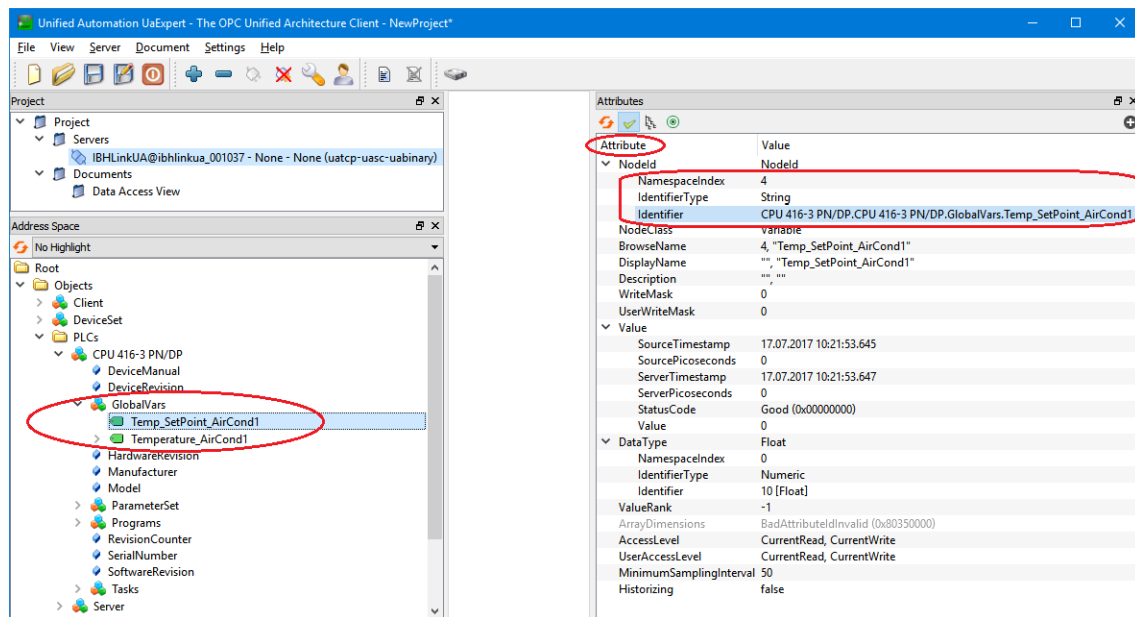 Unified Automation UaExpert - The OPC Unified Architecture Client - NewProject*
File View Server Document Settings Help
Project
Project
Servers
IBHLinkUA@ibhlinkua_001037 - None - None (uatcp-uasc-uabinary)
Documents
Data Access View
Address Space
No Highlight
Root
Objects
Client
DeviceSet
PLCs
CPU 416-3 PN/DP
DeviceManual
DeviceRevision
GlobalVars
Temp_SetPoint_AirCond1
Temperature_AirCond1
HardwareRevision
Manufacturer
Model
ParameterSet
Programs
RevisionCounter
SerialNumber
SoftwareRevision
Tasks
Server
Attributes
Attribute Value
NodeId NodeId
NamespaceIndex 4
IdentifierType String
Identifier CPU 416-3 PN/DP.CPU 416-3 PN/DP.GlobalVars.Temp_SetPoint_AirCond1
NodeClass Variable
BrowseName 4, "Temp_SetPoint_AirCond1"
DisplayName "", "Temp_SetPoint_AirCond1"
Description "", ""
WriteMask 0
UserWriteMask 0
Value
SourceTimestamp 17.07.2017 10:21:53.645
SourcePicoseconds 0
ServerTimestamp 17.07.2017 10:21:53.647
ServerPicoseconds 0
StatusCode Good (0x00000000)
Value 0
DataType Float
NamespaceIndex 0
IdentifierType Numeric
Identifier 10 [Float]
ValueRank -1
ArrayDimensions BadAttributeIdInvalid (0x80350000)
AccessLevel CurrentRead, CurrentWrite
UserAccessLevel CurrentRead, CurrentWrite
MinimumSamplingInterval 50
Historizing false